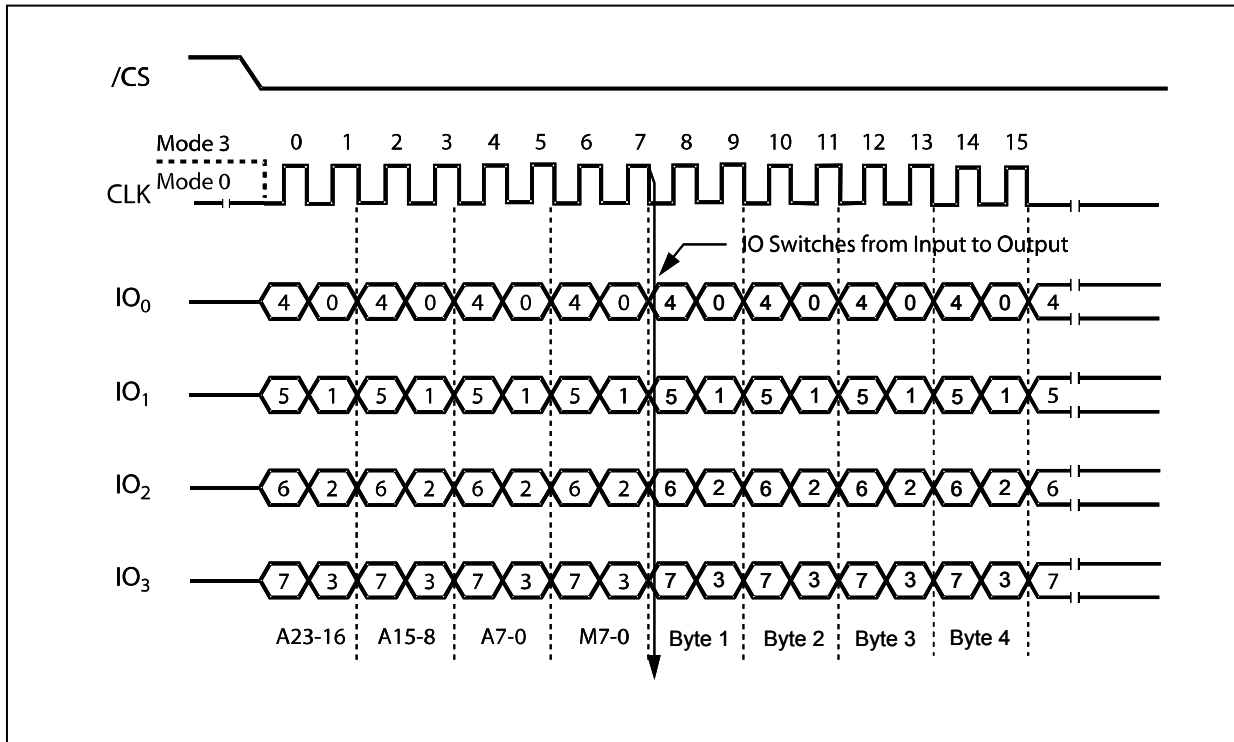 /CS
Mode 3
0 1 2 3 4 5 6 7 8 9 10 11 12 13 14 15
Mode 0
CLK
IO Switches from Input to Output
IO0 4 0 4 0 4 0 4 0 4 0 4 0 4 0 4 0 4
IO1 5 1 5 1 5 1 5 1 5 1 5 1 5 1 5 1 5
IO2 6 2 6 2 6 2 6 2 6 2 6 2 6 2 6 2 6
IO3 7 3 7 3 7 3 7 3 7 3 7 3 7 3 7 3 7
A23-16 A15-8 A7-0 M7-0 Byte 1 Byte 2 Byte 3 Byte 4